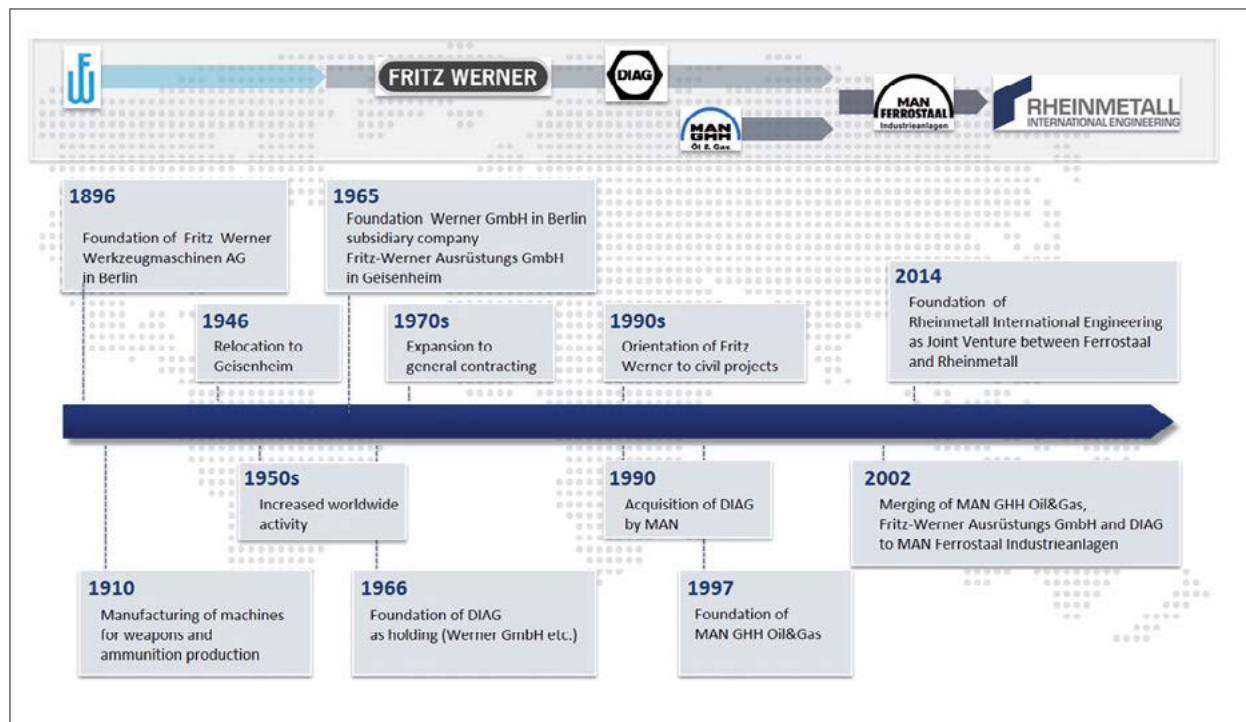 FW
FRITZ WERNER
DIAG
MAN
GHH
Öl & Gas
MAN
FERROSTAAL
Industrieanlagen
RHEINMETALL
INTERNATIONAL ENGINEERING
1896
Foundation of Fritz Werner
Werkzeugmaschinen AG
in Berlin
1965
Foundation Werner GmbH in Berlin
subsidiary company
Fritz-Werner Ausrüstungs GmbH
in Geisenheim
1946
Relocation to
Geisenheim
1970s
Expansion to
general contracting
1990s
Orientation of Fritz
Werner to civil projects
2014
Foundation of
Rheinmetall International Engineering
as Joint Venture between Ferrostaal
and Rheinmetall
1950s
Increased worldwide
activity
1990
Acquisition of DIAG
by MAN
2002
Merging of MAN GHH Oil&Gas,
Fritz-Werner Ausrüstungs GmbH and DIAG
to MAN Ferrostaal Industrieanlagen
1910
Manufacturing of machines
for weapons and
ammunition production
1966
Foundation of DIAG
as holding (Werner GmbH etc.)
1997
Foundation of
MAN GHH Oil&Gas